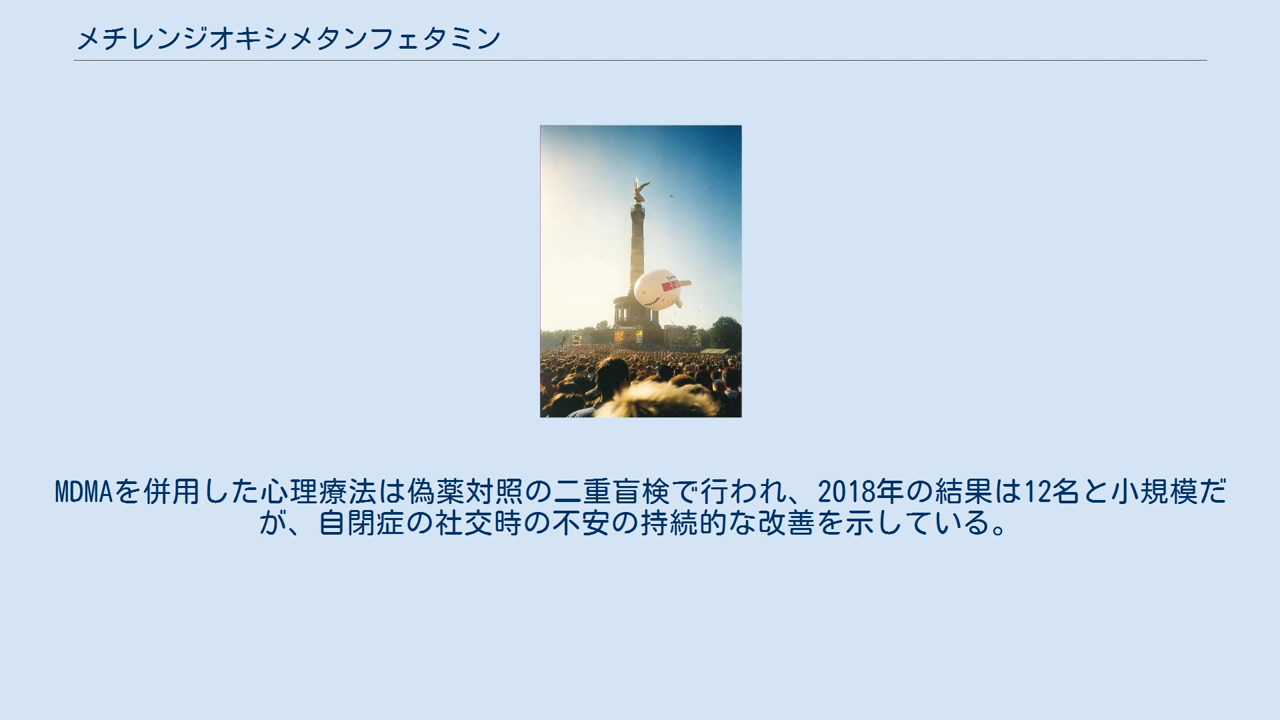 メチレンジオキシメタンフェタミン
MDMAを併用した心理療法は偽薬対照の二重盲検で行われ、2018年の結果は12名と小規模だ
が、自閉症の社交時の不安の持続的な改善を示している。